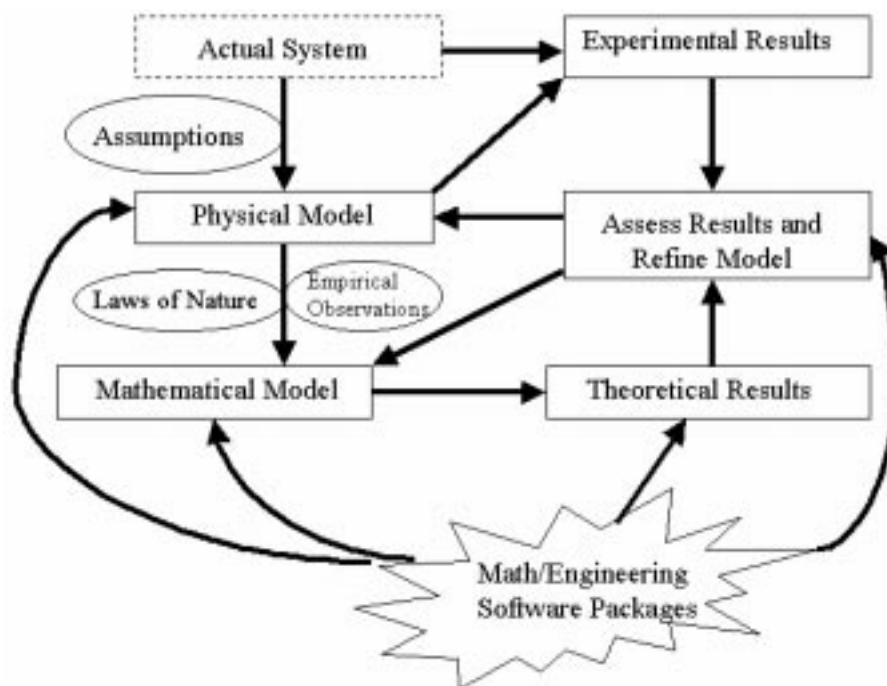 Actual System
Experimental Results
Assumptions
Physical Model
Assess Results and
Refine Model
Laws of Nature
Empirical
Observations
Mathematical Model
Theoretical Results
Math/Engineering
Software Packages